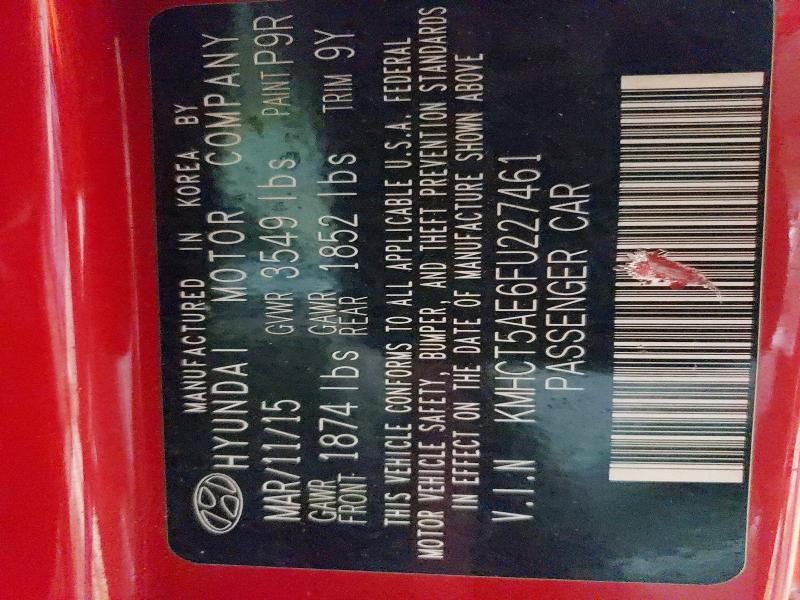 MANUFACTURED IN KOREA BY
HYUNDAI MOTOR COMPANY
MAR/11/15 GVWR 3549 lbs PAINT P9R
GAWR FRONT 1874 lbs GAWR REAR 1852 lbs TRIM 9Y
THIS VEHICLE CONFORMS TO ALL APPLICABLE U.S.A. FEDERAL
MOTOR VEHICLE SAFETY, BUMPER, AND THEFT PREVENTION STANDARDS
IN EFFECT ON THE DATE OF MANUFACTURE SHOWN ABOVE
V.I.N KMHCT5AE6FU227461
PASSENGER CAR